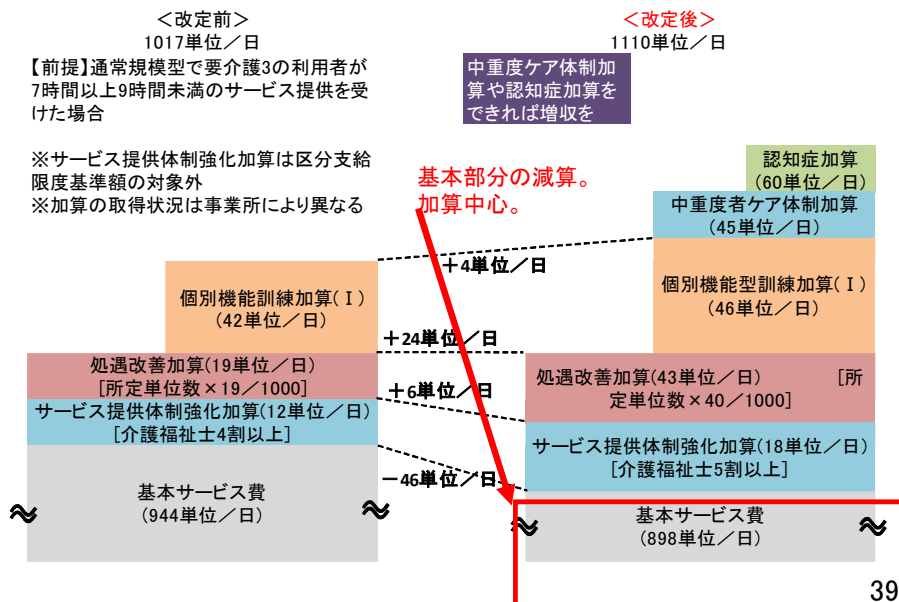 ＜改定前＞
1017単位／日
【前提】通常規模型で要介護3の利用者が
7時間以上9時間未満のサービス提供を受
けた場合
※サービス提供体制強化加算は区分支給
限度基準額の対象外
※加算の取得状況は事業所により異なる
＜改定後＞
1110単位／日
中重度ケア体制加
算や認知症加算を
できれば増収を
基本部分の減算。
加算中心。
認知症加算
(60単位／日)
中重度者ケア体制加算
(45単位／日)
＋4単位／日
個別機能訓練加算(Ⅰ)
(42単位／日)
個別機能型訓練加算(Ⅰ)
(46単位／日)
＋24単位／日
処遇改善加算(19単位／日)
[所定単位数×19／1000]
処遇改善加算(43単位／日) [所
定単位数×40／1000]
＋6単位／日
サービス提供体制強化加算(12単位／日)
[介護福祉士4割以上]
サービス提供体制強化加算(18単位／日)
[介護福祉士5割以上]
－46単位／日
基本サービス費
(944単位／日)
基本サービス費
(898単位／日)
39